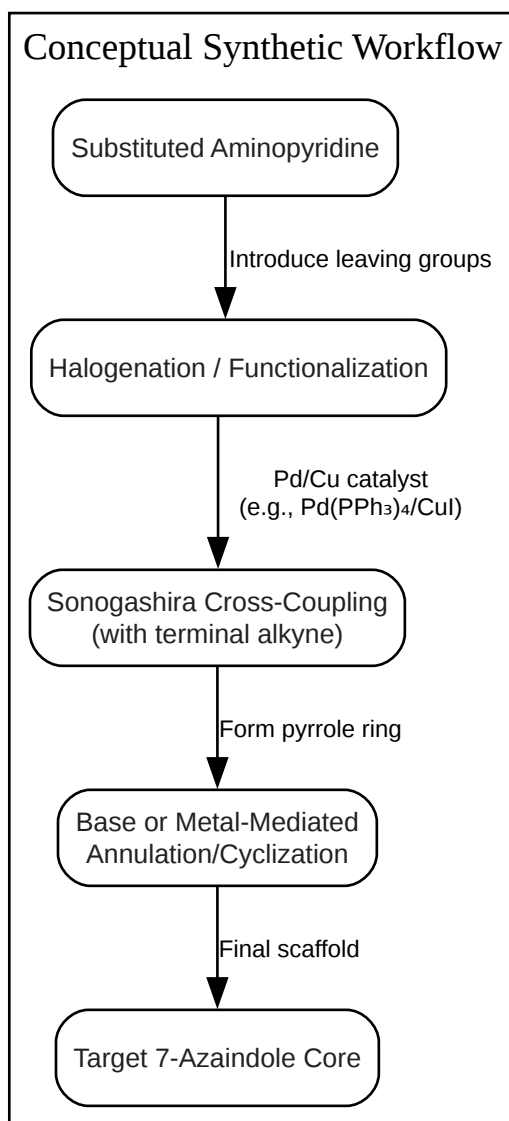 Conceptual Synthetic Workflow
Substituted Aminopyridine
Introduce leaving groups
Halogenation / Functionalization
Pd/Cu catalyst
(e.g., Pd(PPh₃)₄/CuI)
Sonogashira Cross-Coupling
(with terminal alkyne)
Form pyrrole ring
Base or Metal-Mediated
Annulation/Cyclization
Final scaffold
Target 7-Azaindole Core